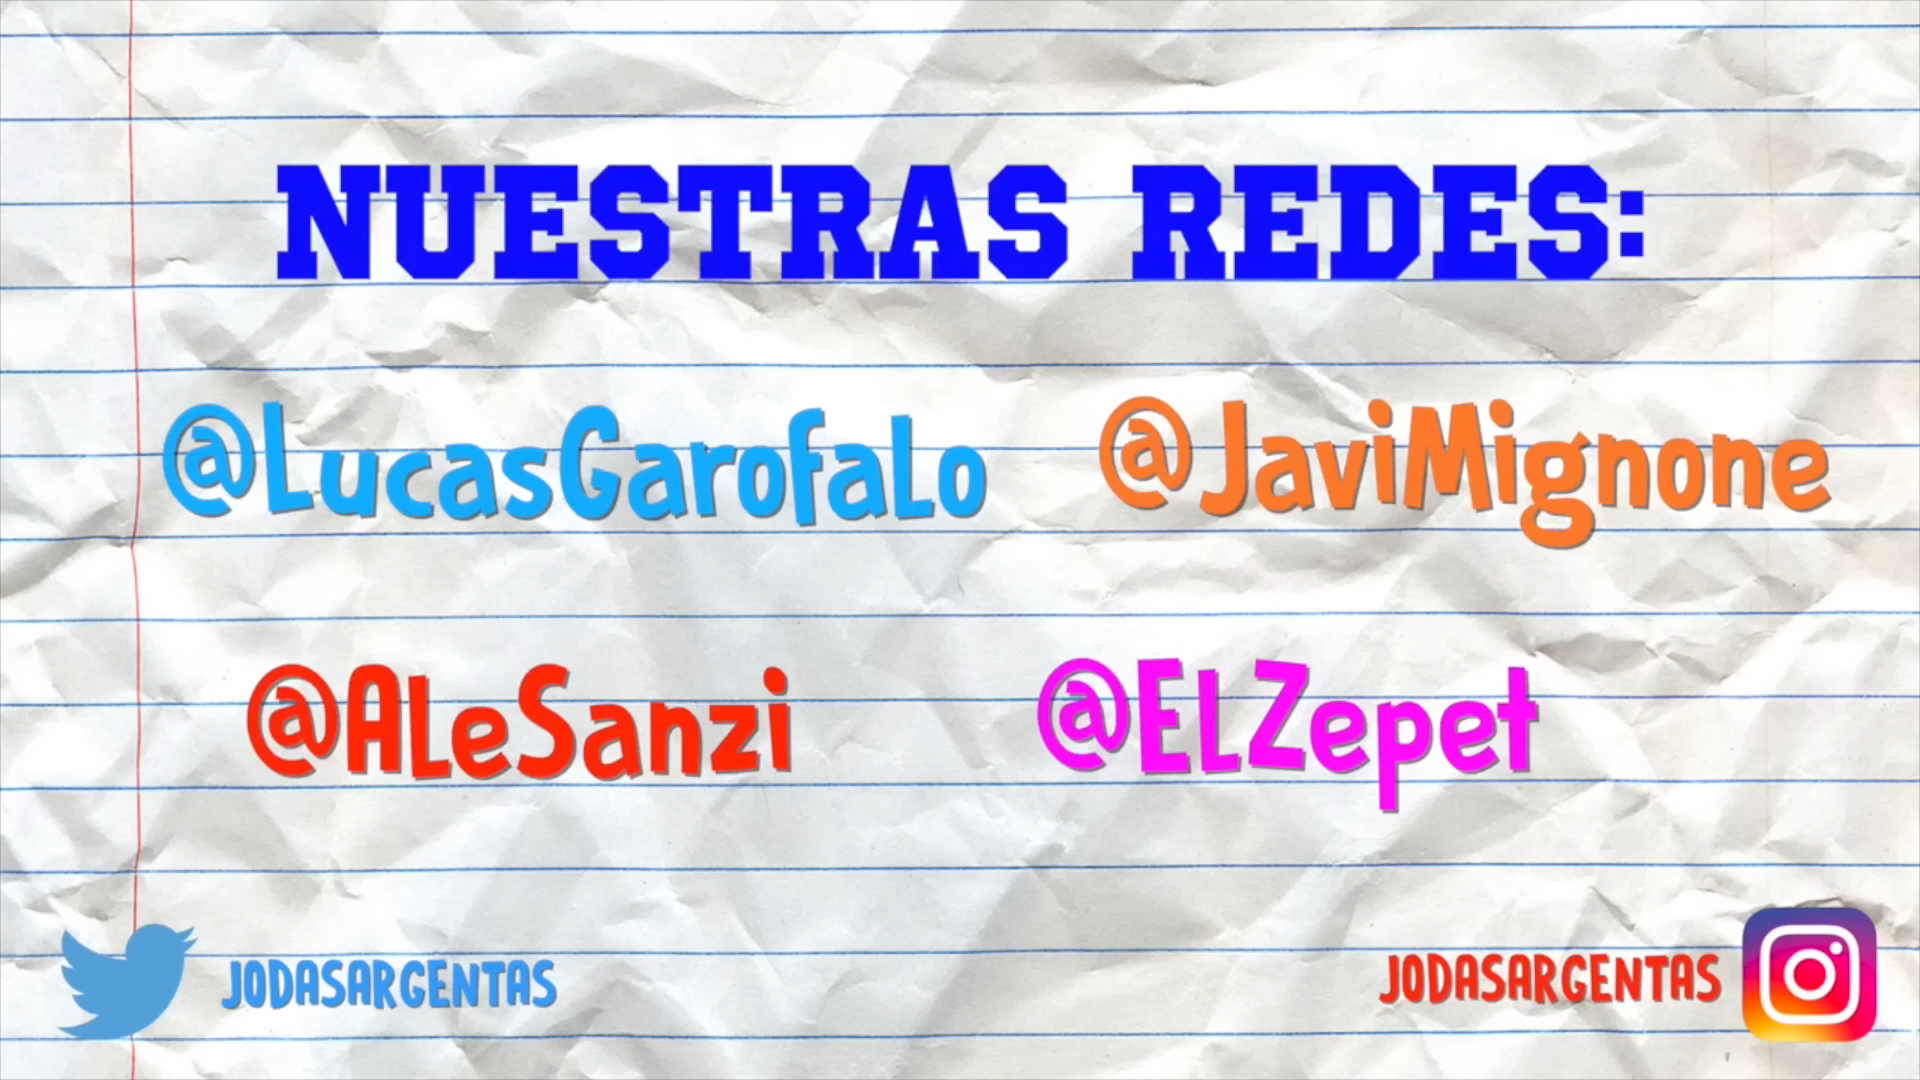 NUESTRAS REDES:
@LucasGarofaLo @JaviMignone
@ALeSanzi @ELZepet
JODASARGENTAS JODASARGENTAS